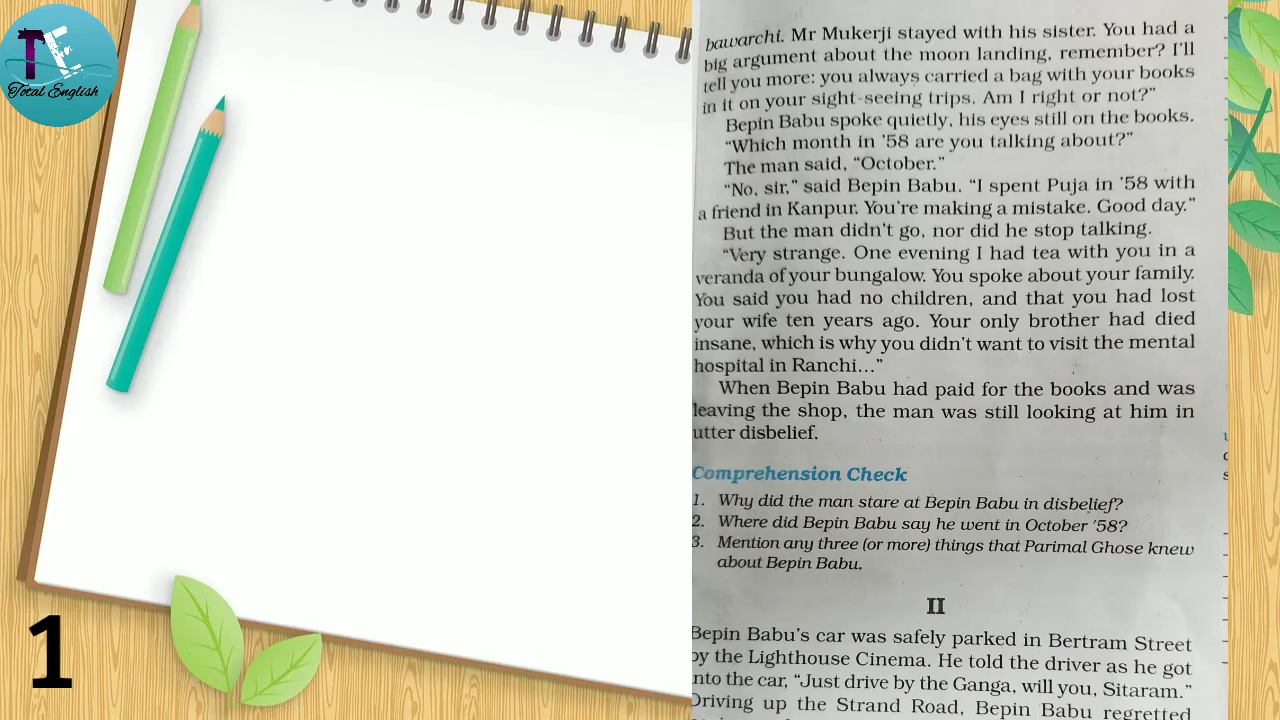 TE
Total English
1
bawarchi. Mr Mukerji stayed with his sister. You had a
big argument about the moon landing, remember? I'll
tell you more: you always carried a bag with your books
in it on your sight-seeing trips. Am I right or not?”
Bepin Babu spoke quietly, his eyes still on the books.
“Which month in '58 are you talking about?”
The man said, “October.”
“No, sir,” said Bepin Babu. “I spent Puja in '58 with
a friend in Kanpur. You're making a mistake. Good day.”
But the man didn't go, nor did he stop talking.
“Very strange. One evening I had tea with you in a
veranda of your bungalow. You spoke about your family.
You said you had no children, and that you had lost
your wife ten years ago. Your only brother had died
insane, which is why you didn't want to visit the mental
hospital in Ranchi...”
When Bepin Babu had paid for the books and was
leaving the shop, the man was still looking at him in
utter disbelief.
Comprehension Check
1. Why did the man stare at Bepin Babu in disbelief?
2. Where did Bepin Babu say he went in October '58?
3. Mention any three (or more) things that Parimal Ghose knew
about Bepin Babu.
II
Bepin Babu's car was safely parked in Bertram Street
by the Lighthouse Cinema. He told the driver as he got
into the car, “Just drive by the Ganga, will you, Sitaram.”
Driving up the Strand Road, Bepin Babu regretted